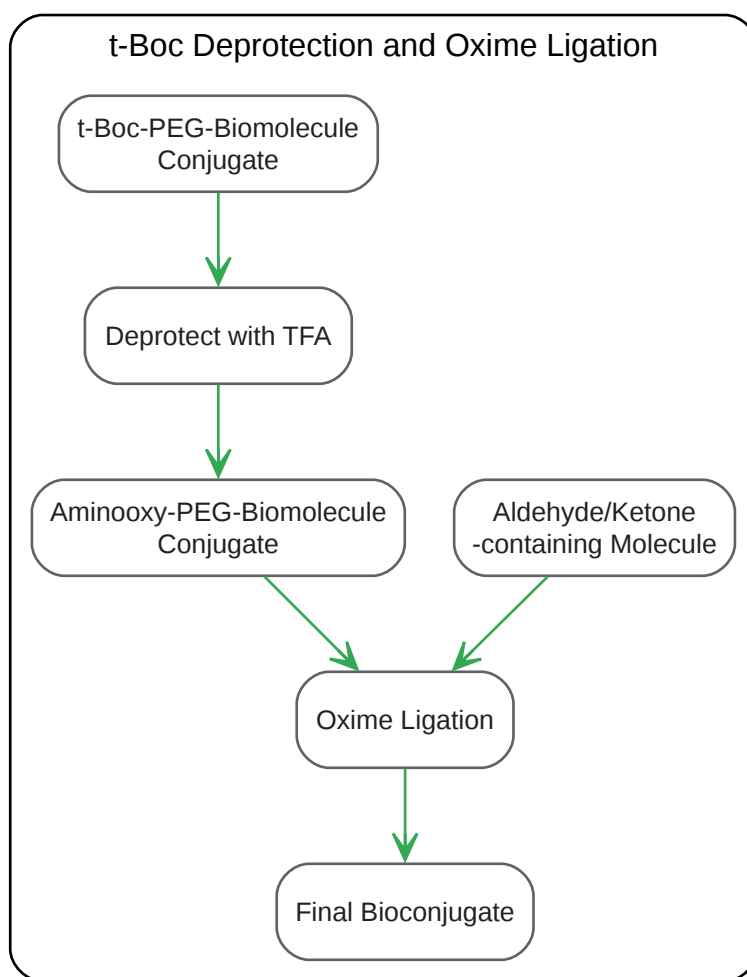 t-Boc Deprotection and Oxime Ligation
t-Boc-PEG-Biomolecule
Conjugate
Deprotect with TFA
Aminooxy-PEG-Biomolecule
Conjugate
Aldehyde/Ketone
-containing Molecule
Oxime Ligation
Final Bioconjugate